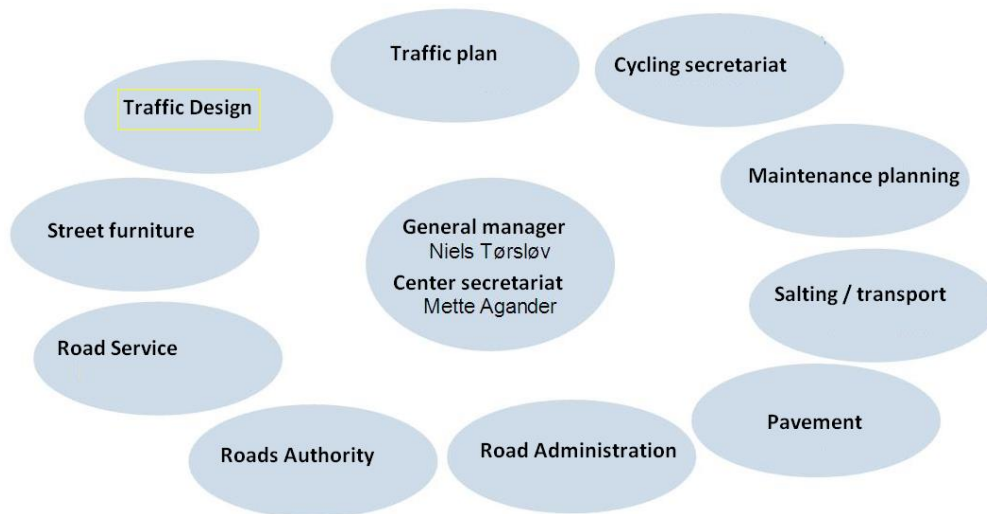 Traffic plan
Cycling secretariat
Traffic Design
Maintenance planning
Street furniture
General manager
Niels Tørsløv
Center secretariat
Mette Agander
Salting / transport
Road Service
Pavement
Roads Authority
Road Administration